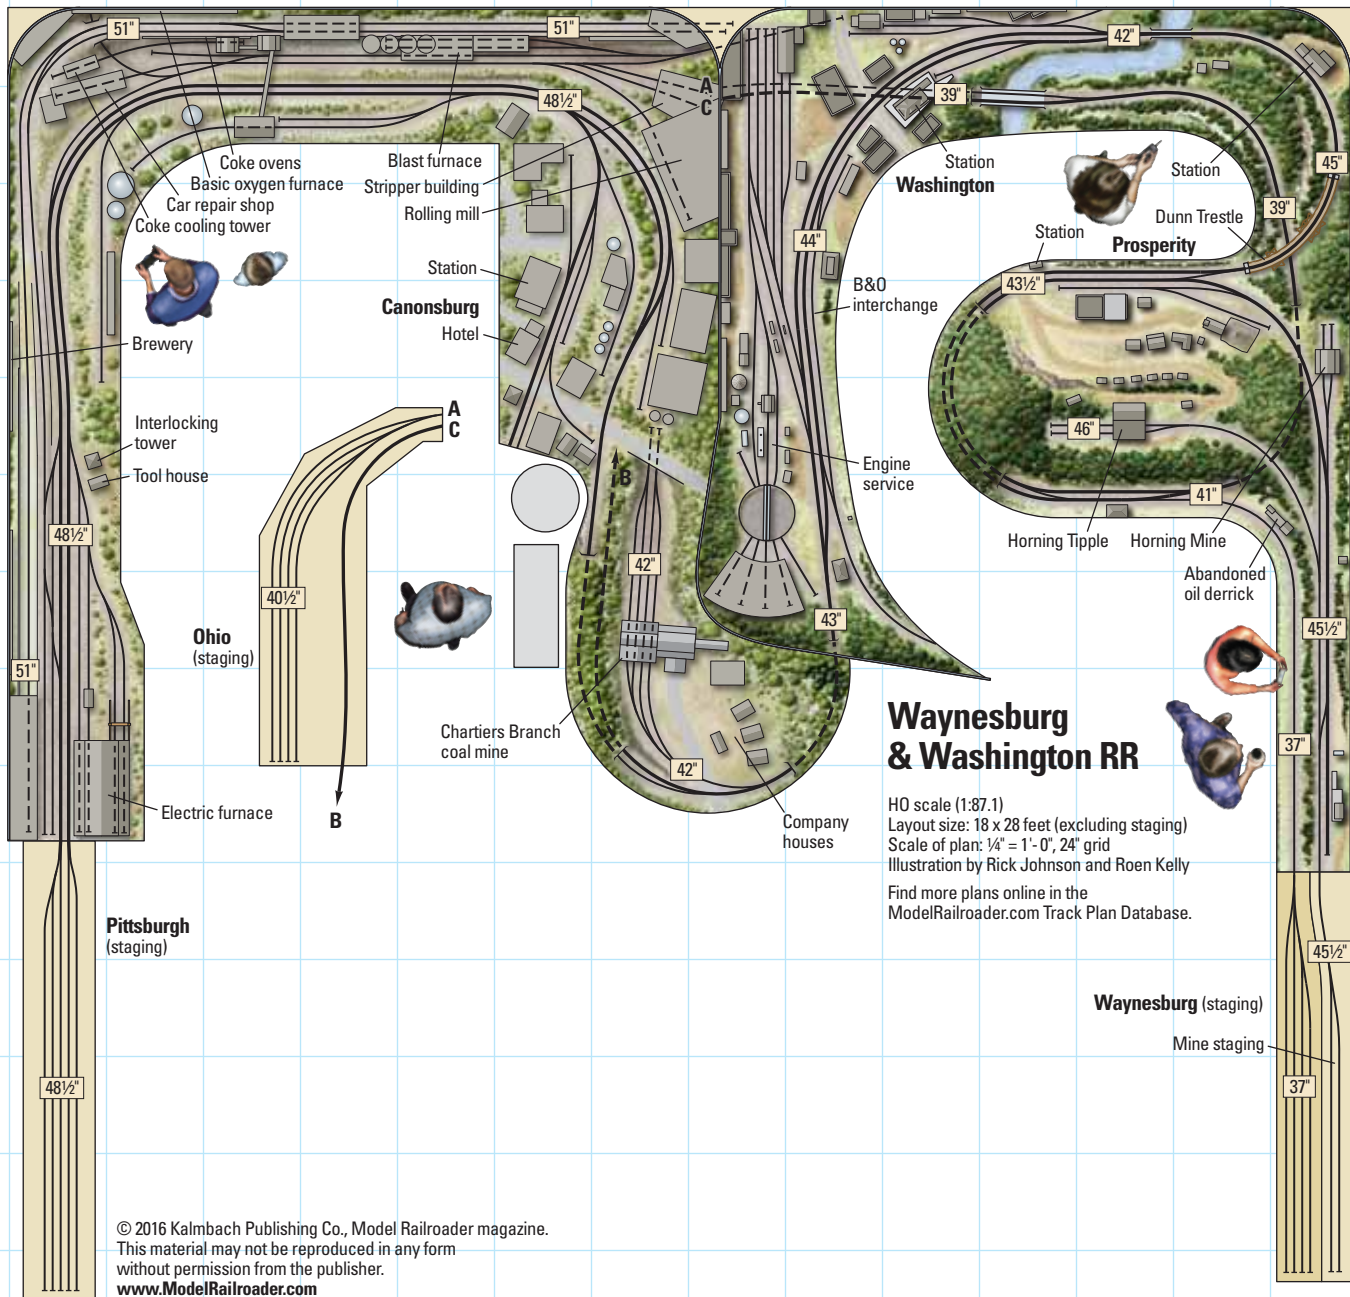 51"
51"
42"
48½"
A
C
39"
Coke ovens
Basic oxygen furnace
Car repair shop
Coke cooling tower
Blast furnace
Stripper building
Rolling mill
Station
Washington
Station
45"
39"
Dunn Trestle
Station
Prosperity
44"
Station
Canonsburg
Hotel
B&O
interchange
43½"
Brewery
Interlocking
tower
Tool house
A
C
46"
B
Engine
service
41"
48½"
Horning Tipple
Horning Mine
42"
Abandoned
oil derrick
40½"
Ohio
(staging)
43"
45½"
51"
Chartiers Branch
coal mine
42"
37"
Waynesburg
& Washington RR
Electric furnace
B
Company
houses
HO scale (1:87.1)
Layout size: 18 x 28 feet (excluding staging)
Scale of plan: ¼" = 1'-0", 24" grid
Illustration by Rick Johnson and Roen Kelly
Find more plans online in the
ModelRailroader.com Track Plan Database.
Pittsburgh
(staging)
45½"
Waynesburg (staging)
Mine staging
48½"
37"
© 2016 Kalmbach Publishing Co., Model Railroader magazine.
This material may not be reproduced in any form
without permission from the publisher.
www.ModelRailroader.com